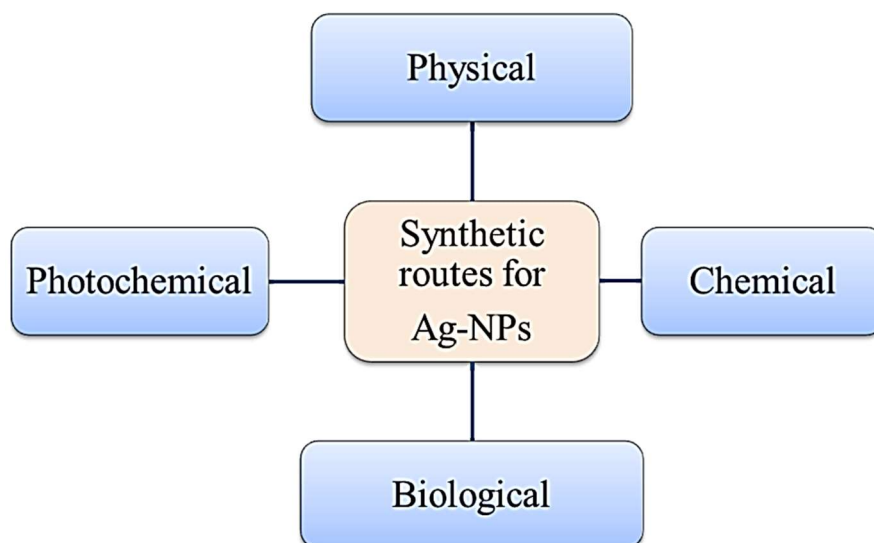 Physical
Photochemical
Synthetic
routes for
Ag-NPs
Chemical
Biological